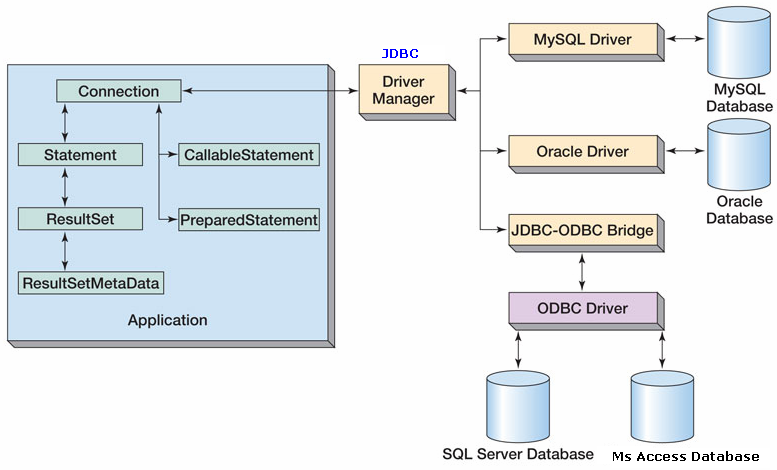 JDBC
Driver
Manager
MySQL Driver
MySQL
Database
Connection
Statement
CallableStatement
Oracle Driver
Oracle
Database
ResultSet
PreparedStatement
JDBC-ODBC Bridge
ResultSetMetaData
Application
ODBC Driver
SQL Server Database
Ms Access Database